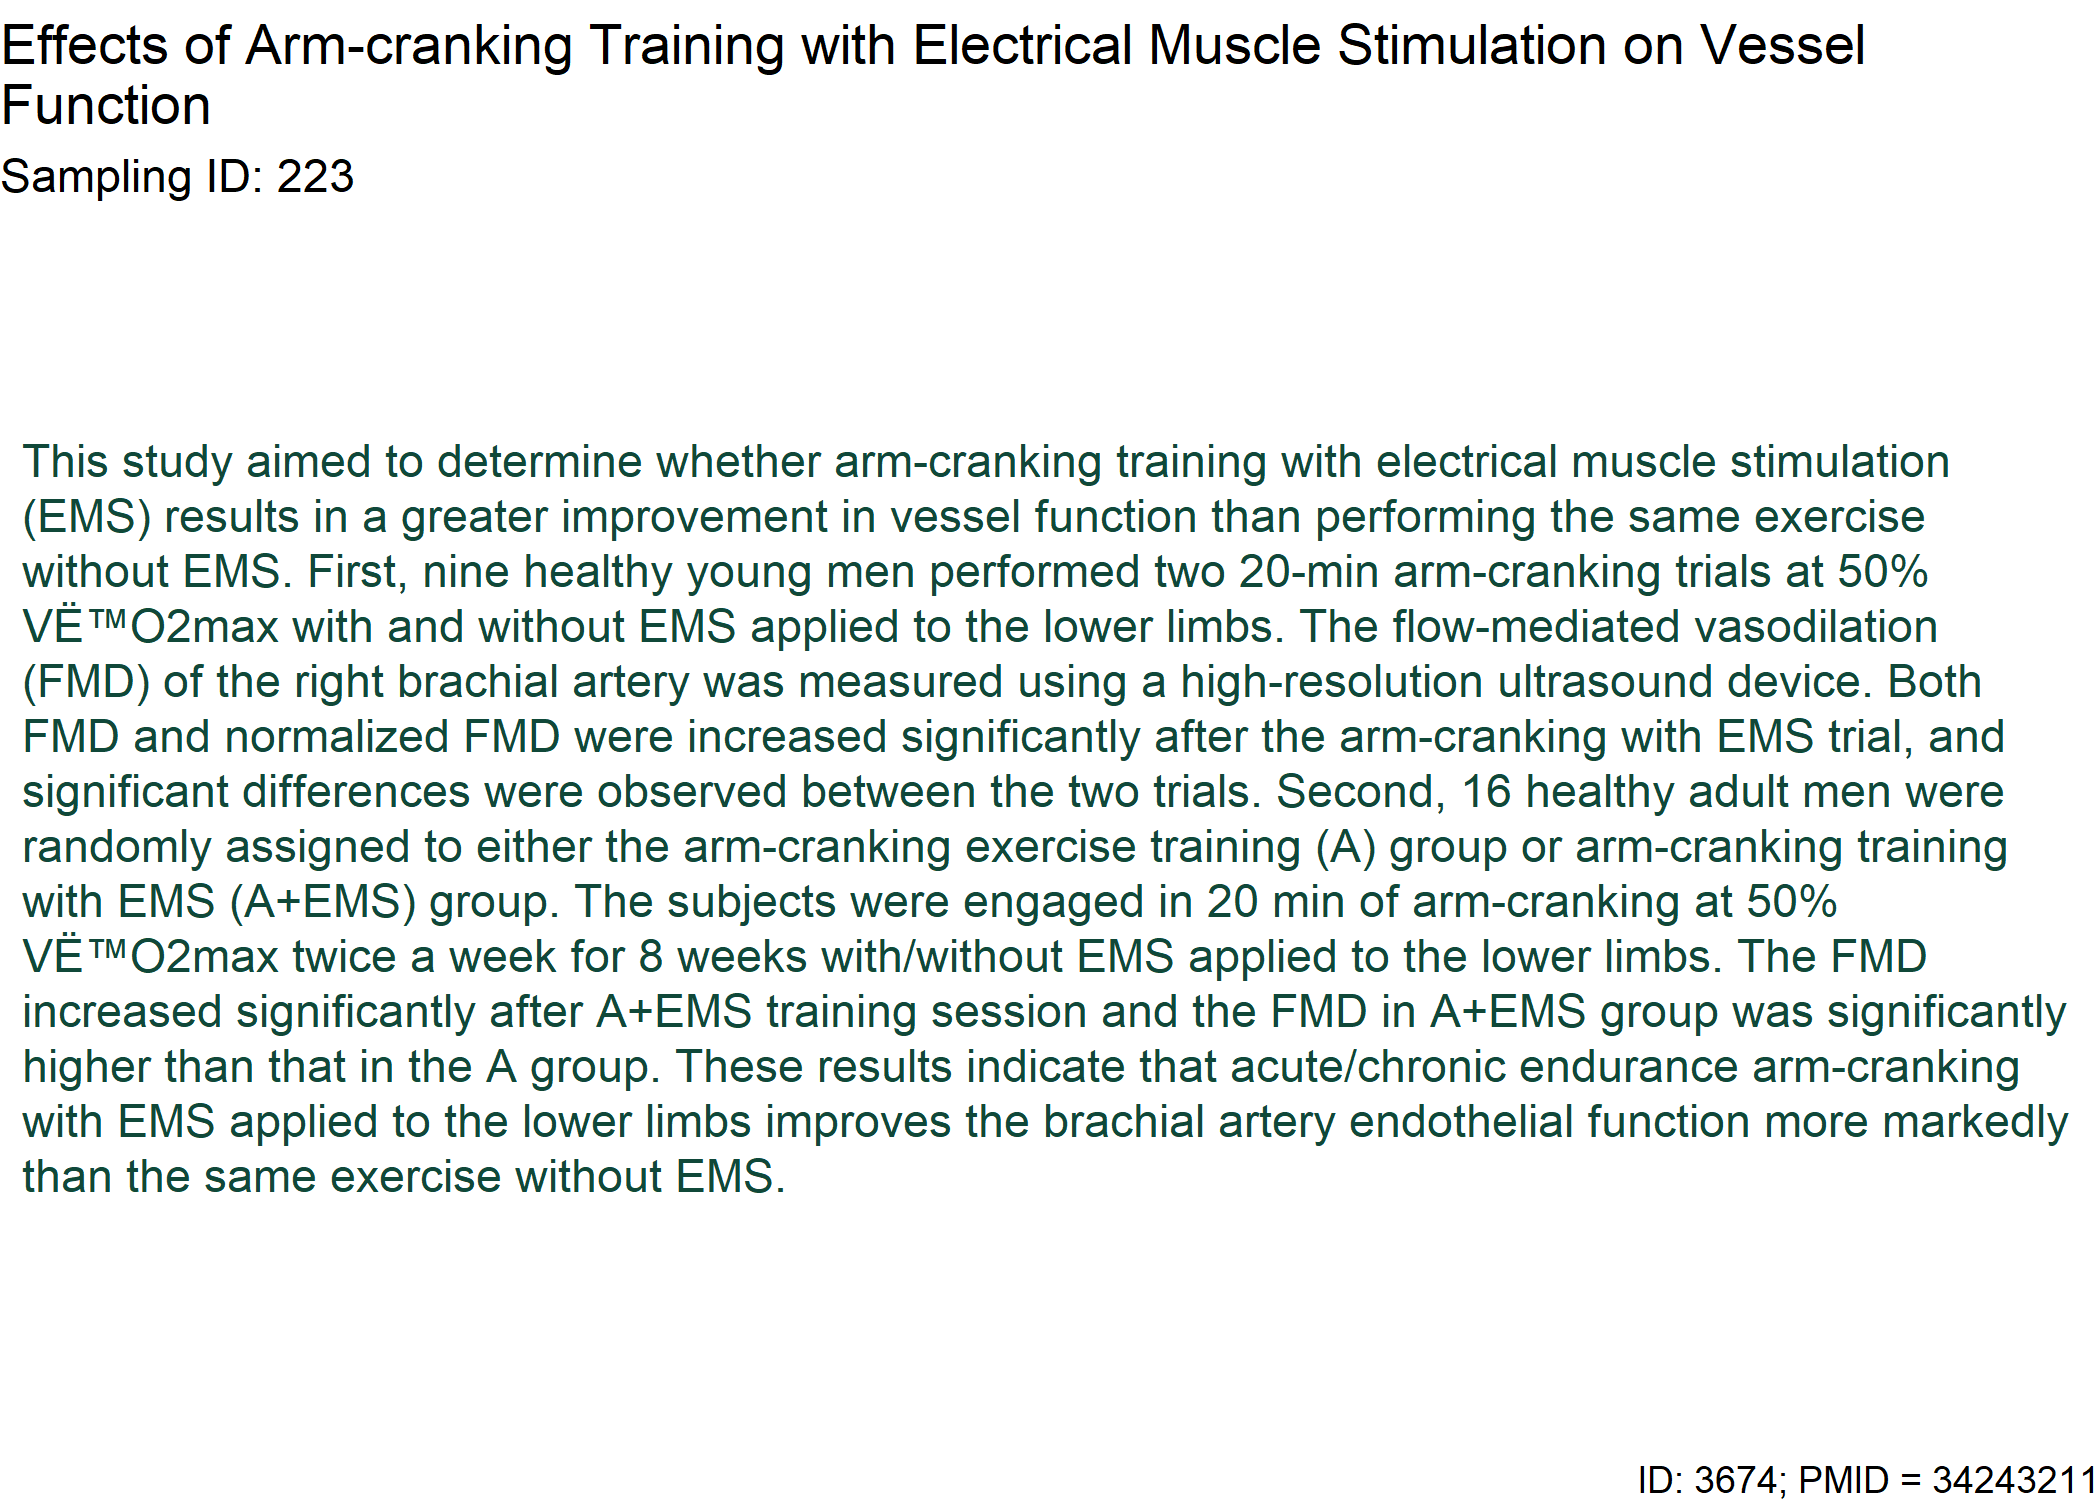 Effects of Arm-cranking Training with Electrical Muscle Stimulation on Vessel
Function
Sampling ID: 223
This study aimed to determine whether arm-cranking training with electrical muscle stimulation
(EMS) results in a greater improvement in vessel function than performing the same exercise
without EMS. First, nine healthy young men performed two 20-min arm-cranking trials at 50%
VË™O2max with and without EMS applied to the lower limbs. The flow-mediated vasodilation
(FMD) of the right brachial artery was measured using a high-resolution ultrasound device. Both
FMD and normalized FMD were increased significantly after the arm-cranking with EMS trial, and
significant differences were observed between the two trials. Second, 16 healthy adult men were
randomly assigned to either the arm-cranking exercise training (A) group or arm-cranking training
with EMS (A+EMS) group. The subjects were engaged in 20 min of arm-cranking at 50%
VË™O2max twice a week for 8 weeks with/without EMS applied to the lower limbs. The FMD
increased significantly after A+EMS training session and the FMD in A+EMS group was significantly
higher than that in the A group. These results indicate that acute/chronic endurance arm-cranking
with EMS applied to the lower limbs improves the brachial artery endothelial function more markedly
than the same exercise without EMS.
ID: 3674; PMID = 34243211